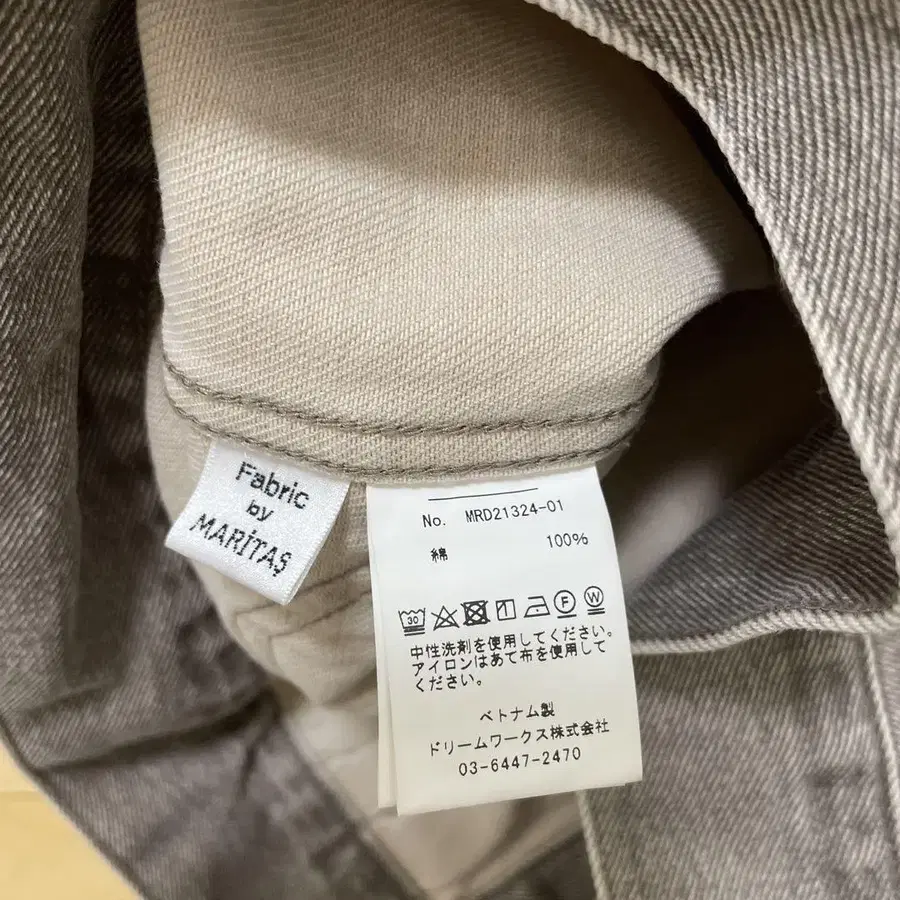 Fabric
by
MARİTAŞ
No. MRD21324-01
綿 100%
30 F W
中性洗剤を使用してください。
アイロンはあて布を使用して
ください。
ベトナム製
ドリームワークス株式会社
03-6447-2470